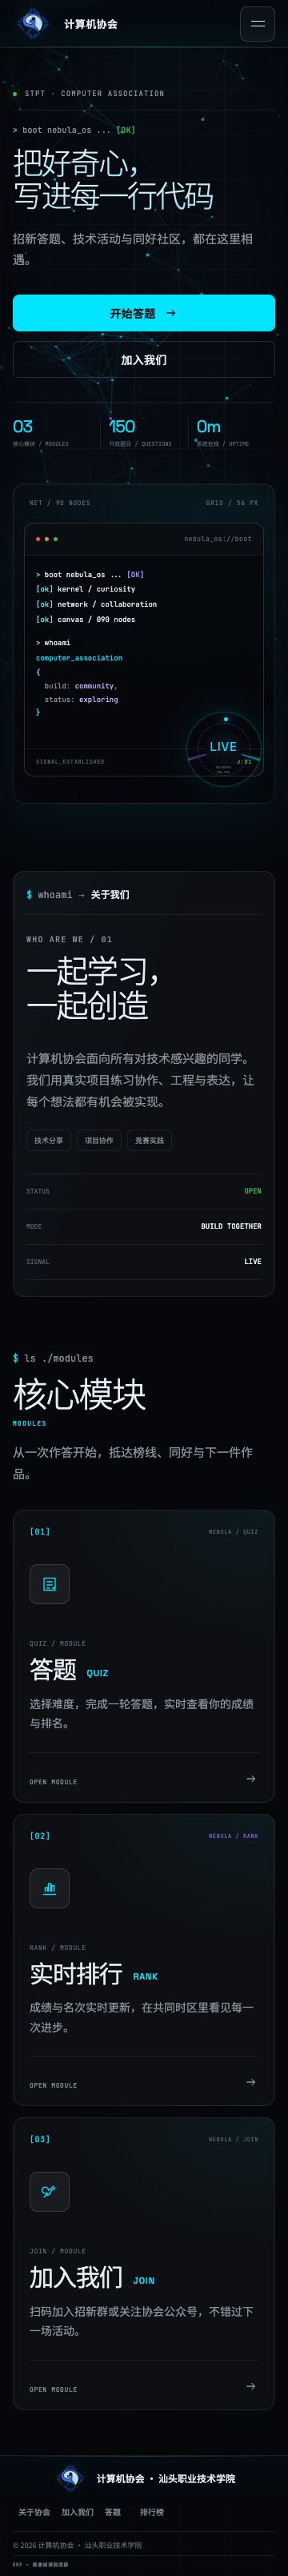 计算机协会
STPT · COMPUTER ASSOCIATION
> boot nebula_os ... [OK]
把好奇心，
写进每一行代码
招新答题、技术活动与同好社区，都在这里相
遇。
开始答题 →
加入我们
03
150
0m
核心模块 / MODULES
开放题目 / QUESTIONS
系统在线 / UPTIME
NET / 90 NODES
GRID / 56 PX
nebula_os://boot
> boot nebula_os ... [OK]
[ok] kernel / curiosity
[ok] network / collaboration
[ok] canvas / 090 nodes
> whoami
computer_association
{
build: community,
status: exploring
}
LIVE
SIGNAL_ESTABLISHED
$ whoami → 关于我们
WHO ARE WE / 01
一起学习，
一起创造
计算机协会面向所有对技术感兴趣的同学。
我们用真实项目练习协作、工程与表达，让
每个想法都有机会被实现。
技术分享
项目协作
竞赛实践
STATUS
OPEN
MODE
BUILD TOGETHER
SIGNAL
LIVE
$ ls ./modules
核心模块
MODULES
从一次作答开始，抵达榜线、同好与下一件作
品。
[01]
NEBULA / QUIZ
QUIZ / MODULE
答题 QUIZ
选择难度，完成一轮答题，实时查看你的成绩
与排名。
OPEN MODULE →
[02]
NEBULA / RANK
RANK / MODULE
实时排行 RANK
成绩与名次实时更新，在共同时区里看见每一
次进步。
OPEN MODULE →
[03]
NEBULA / JOIN
JOIN / MODULE
加入我们 JOIN
扫码加入招新群或关注协会公众号，不错过下
一场活动。
OPEN MODULE →
计算机协会 · 汕头职业技术学院
关于协会
加入我们
答题
排行榜
© 2026 计算机协会 · 汕头职业技术学院
EOF — 感谢阅读到底部